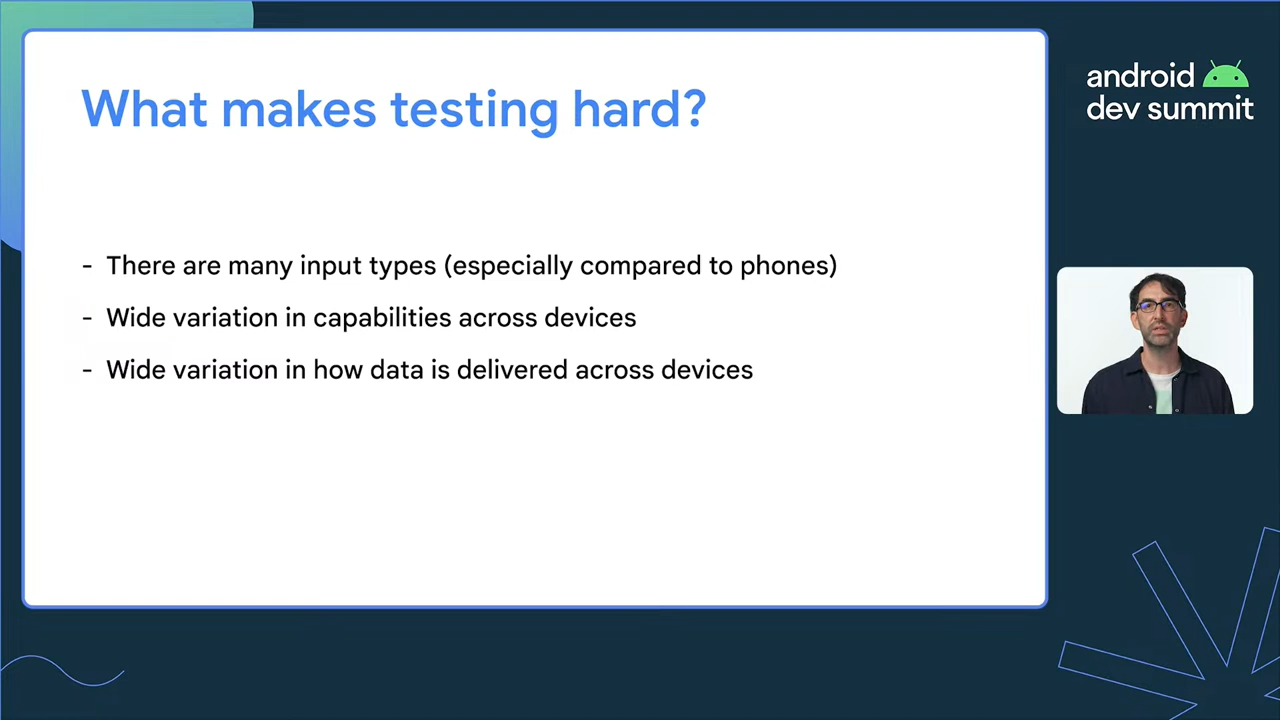 What makes testing hard?
- There are many input types (especially compared to phones)
- Wide variation in capabilities across devices
- Wide variation in how data is delivered across devices
android
dev summit